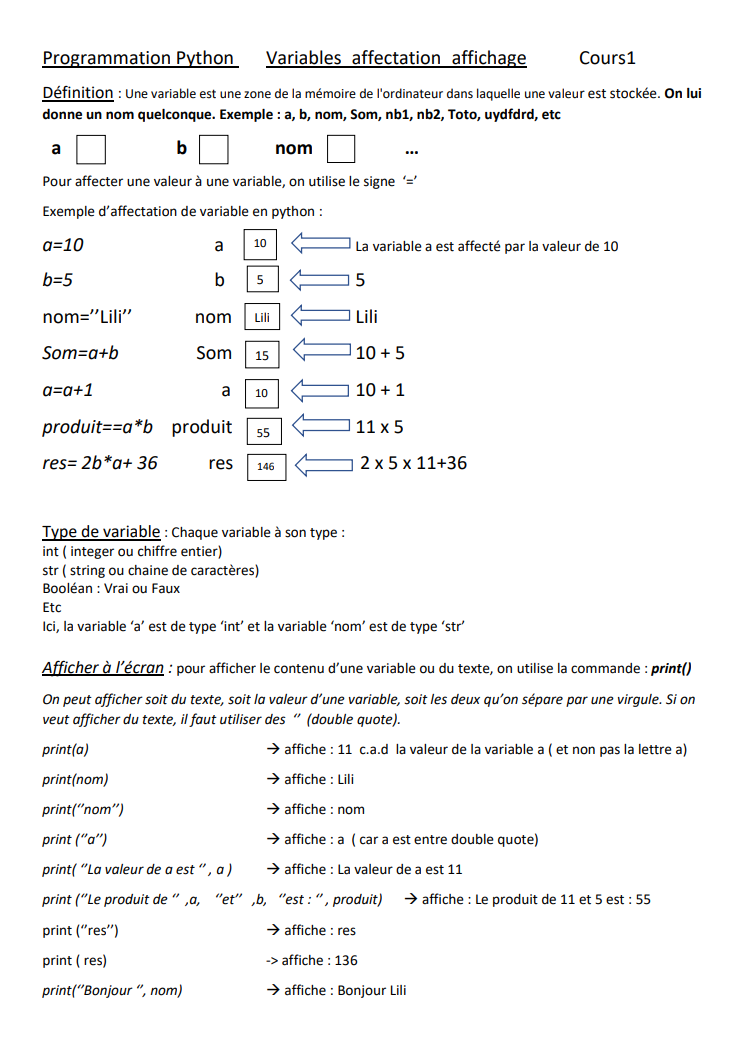 Programmation Python Variables affectation affichage Cours1
Définition : Une variable est une zone de la mémoire de l'ordinateur dans laquelle une valeur est stockée. On lui
donne un nom quelconque. Exemple : a, b, nom, Som, nb1, nb2, Toto, uydfdrd, etc
a b nom ...
Pour affecter une valeur à une variable, on utilise le signe ‘=’
Exemple d’affectation de variable en python :
a=10 a 10 La variable a est affecté par la valeur de 10
b=5 b 5 5
nom=’’Lili’’ nom Lili Lili
Som=a+b Som 15 10 + 5
a=a+1 a 10 10 + 1
produit==a*b produit 55 11 x 5
res= 2b*a+ 36 res 146 2 x 5 x 11+36
Type de variable : Chaque variable à son type :
int ( integer ou chiffre entier)
str ( string ou chaine de caractères)
Booléan : Vrai ou Faux
Etc
Ici, la variable ‘a’ est de type ‘int’ et la variable ‘nom’ est de type ‘str’
Afficher à l’écran : pour afficher le contenu d’une variable ou du texte, on utilise la commande : print()
On peut afficher soit du texte, soit la valeur d’une variable, soit les deux qu’on sépare par une virgule. Si on
veut afficher du texte, il faut utiliser des ‘’ (double quote).
print(a) → affiche : 11 c.a.d la valeur de la variable a ( et non pas la lettre a)
print(nom) → affiche : Lili
print(‘’nom’’) → affiche : nom
print (‘’a’’) → affiche : a ( car a est entre double quote)
print( ‘’La valeur de a est ‘’ , a ) → affiche : La valeur de a est 11
print (‘’Le produit de ‘’ ,a, ‘’et’’ ,b, ‘’est : ‘’ , produit) → affiche : Le produit de 11 et 5 est : 55
print (‘’res’’) → affiche : res
print ( res) -> affiche : 136
print(‘’Bonjour ‘’, nom) → affiche : Bonjour Lili